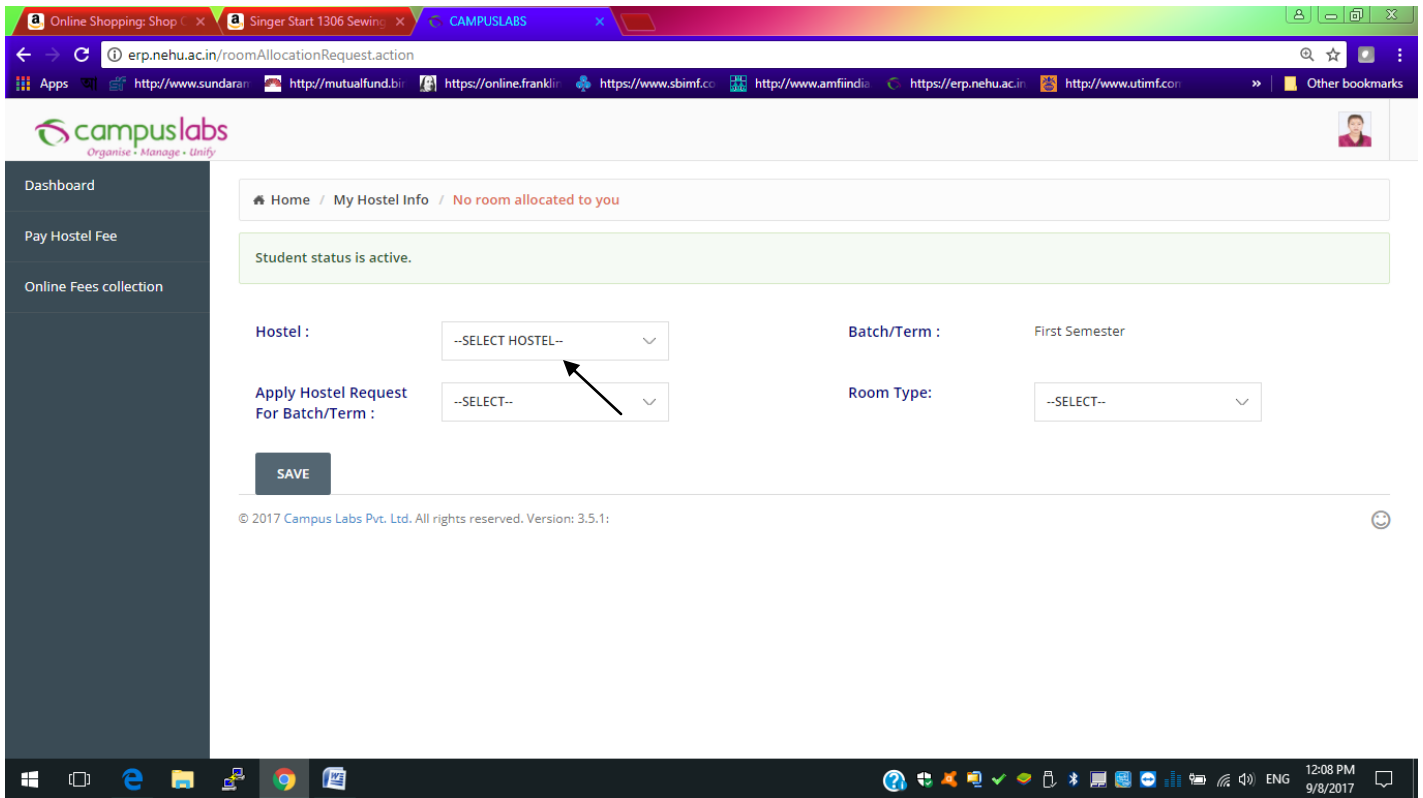 Online Shopping: Shop
Singer Start 1306 Sewing
CAMPUSLABS
erp.nehu.ac.in/roomAllocationRequest.action
Apps
http://www.sundaram
http://mutualfund.bir
https://online.franklin
https://www.sbimf.co
http://www.amfiindia
https://erp.nehu.ac.in
http://www.utimf.com
»
Other bookmarks
campuslabs
Organise • Manage • Unify
Dashboard
Pay Hostel Fee
Online Fees collection
Home / My Hostel Info / No room allocated to you
Student status is active.
Hostel :
--SELECT HOSTEL--
Batch/Term :
First Semester
Apply Hostel Request
For Batch/Term :
--SELECT--
Room Type:
--SELECT--
SAVE
© 2017 Campus Labs Pvt. Ltd. All rights reserved. Version: 3.5.1:
ENG
12:08 PM
9/8/2017